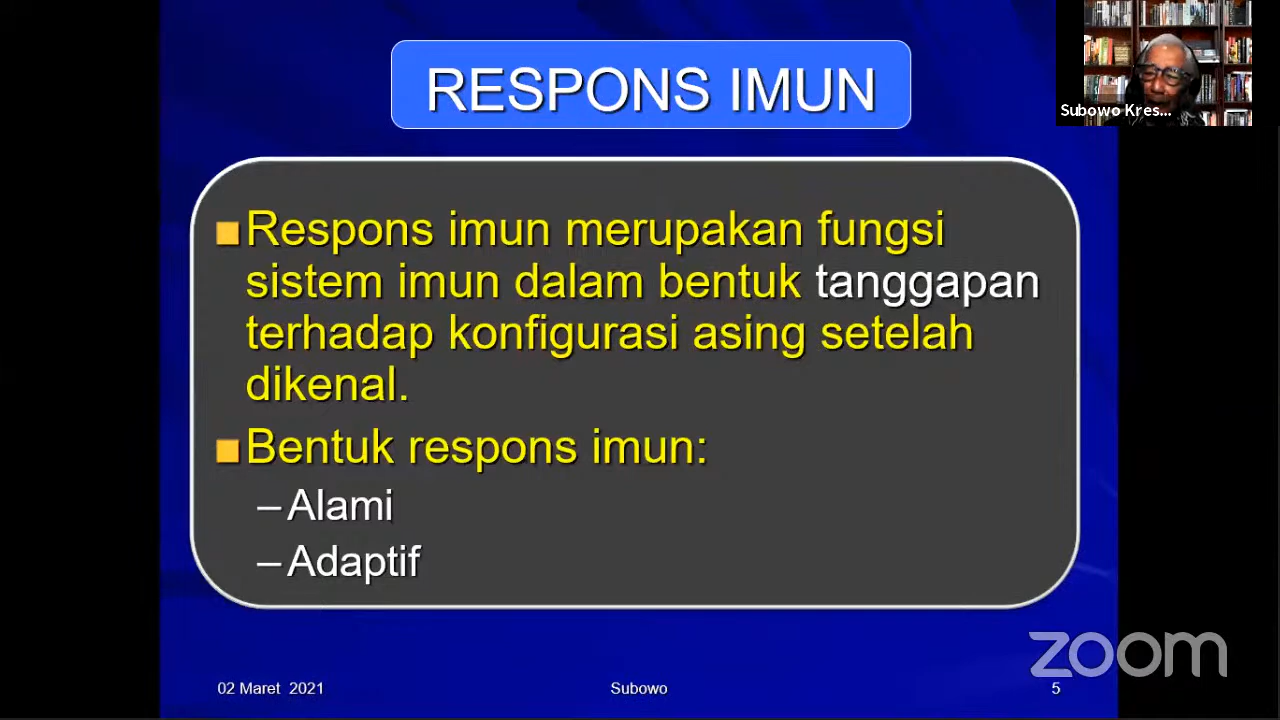 RESPONS IMUN
Subowo Kres...
■Respons imun merupakan fungsi
sistem imun dalam bentuk tanggapan
terhadap konfigurasi asing setelah
dikenal.
■Bentuk respons imun:
–Alami
–Adaptif
zoom
02 Maret 2021
Subowo
5